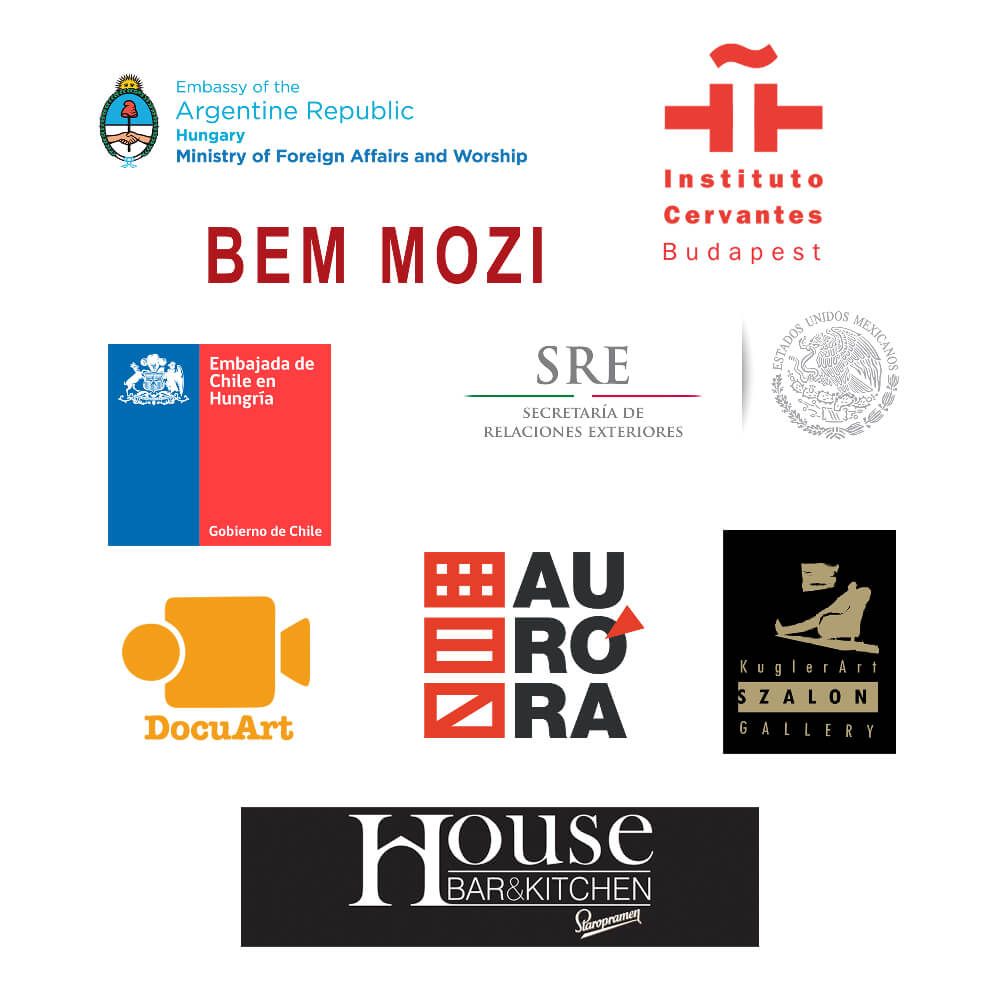 Embassy of the
Argentine Republic
Hungary
Ministry of Foreign Affairs and Worship
Instituto
Cervantes
Budapest
BEM MOZI
Embajada de
Chile en
Hungría
Gobierno de Chile
SRE
SECRETARÍA DE
RELACIONES EXTERIORES
ESTADOS UNIDOS MEXICANOS
DocuArt
AU
RÓ
RA
KuglerArt
SZALON
GALLERY
House
BAR&KITCHEN
Staropramen